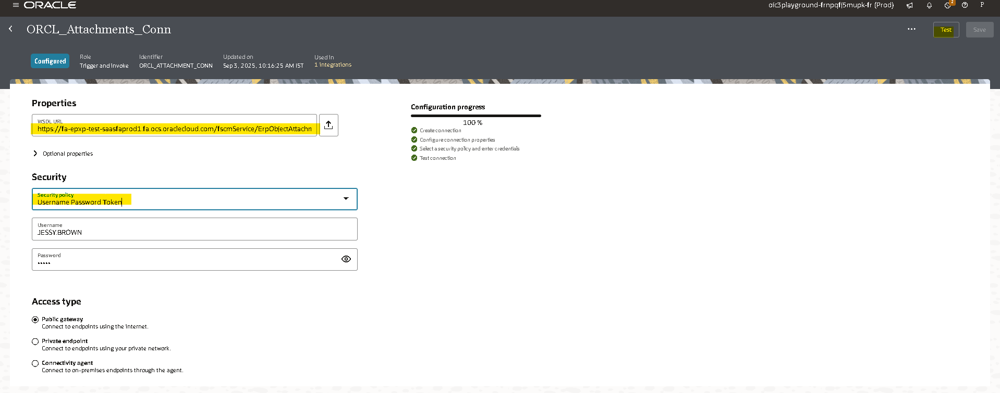 ORACLE
oic3playground-frnpqfj5mupk-fr (Prod)
2
P
ORCL_Attachments_Conn
Test
Save
Configured
Role
Trigger and invoke
Identifier
ORCL_ATTACHMENT_CONN
Updated on
Sep 3, 2025, 10:16:25 AM IST
Used in
1 integrations
Properties
WSDL URL
https://fa-epxp-test-saasfaprod1.fa.ocs.oraclecloud.com/fscmService/ErpObjectAttachn
Optional properties
Security
Security policy
Username Password Token
Username
JESSY.BROWN
Password
•••••
Access type
Public gateway
Connect to endpoints using the internet.
Private endpoint
Connect to endpoints using your private network.
Connectivity agent
Connect to on-premises endpoints through the agent.
Configuration progress
100 %
Create connection
Configure connection properties
Select a security policy and enter credentials
Test connection